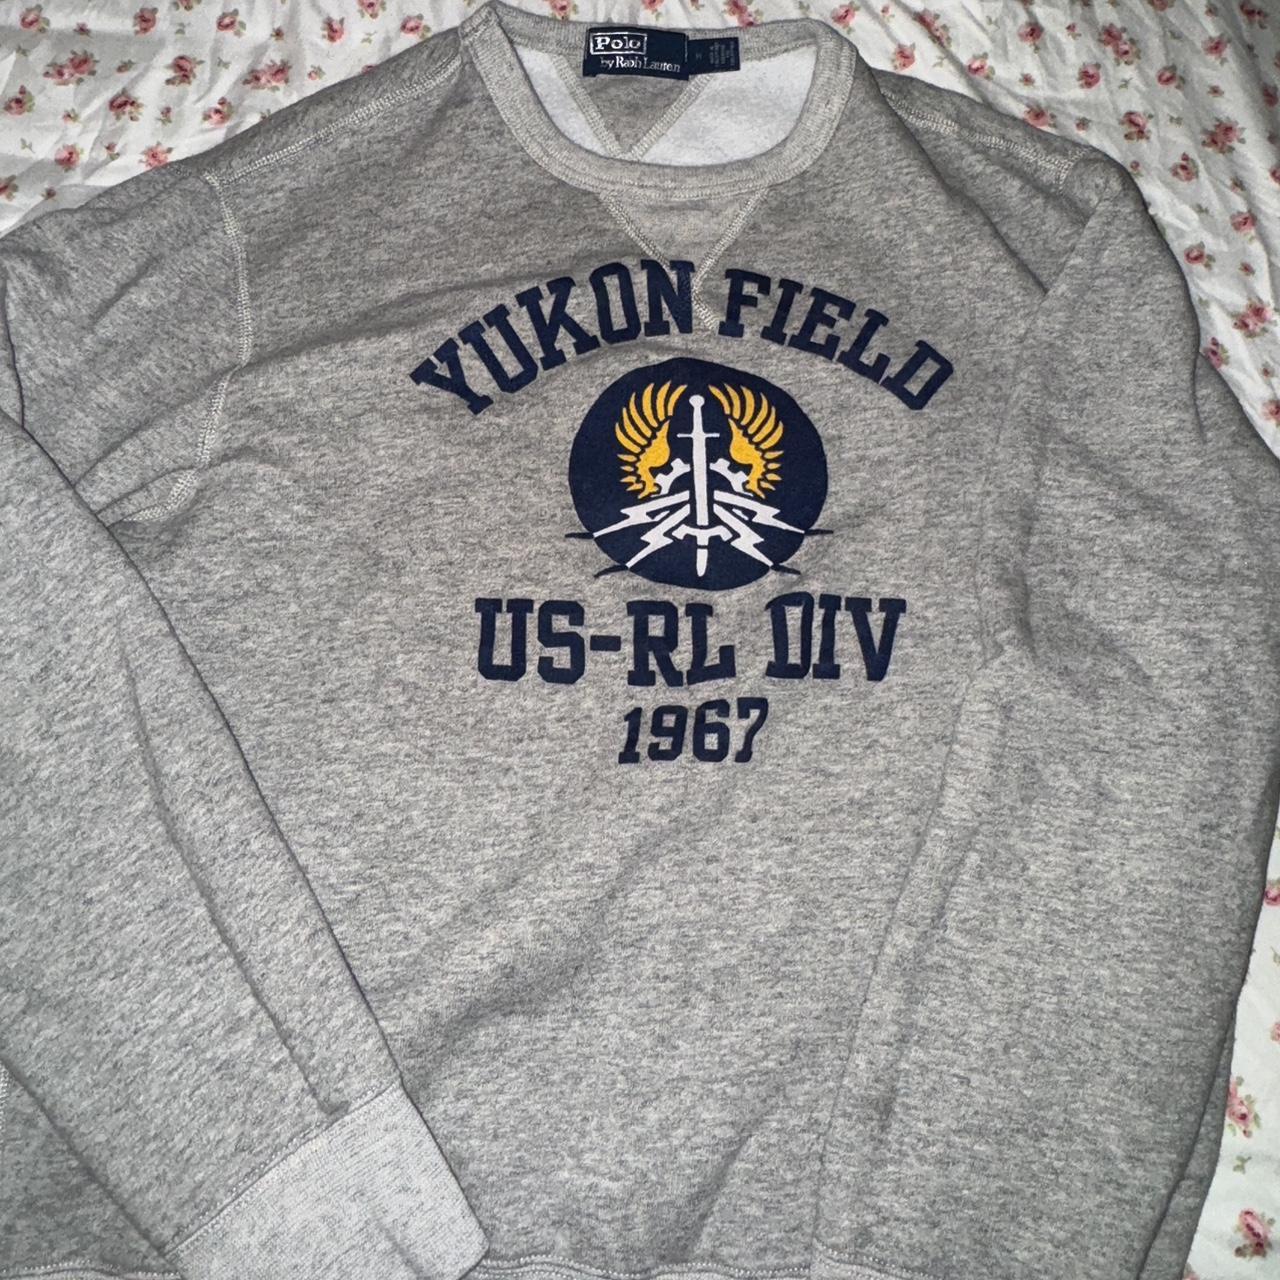 Polo
by Ralph Lauren
YUKON FIELD
US-RL DIV
1967